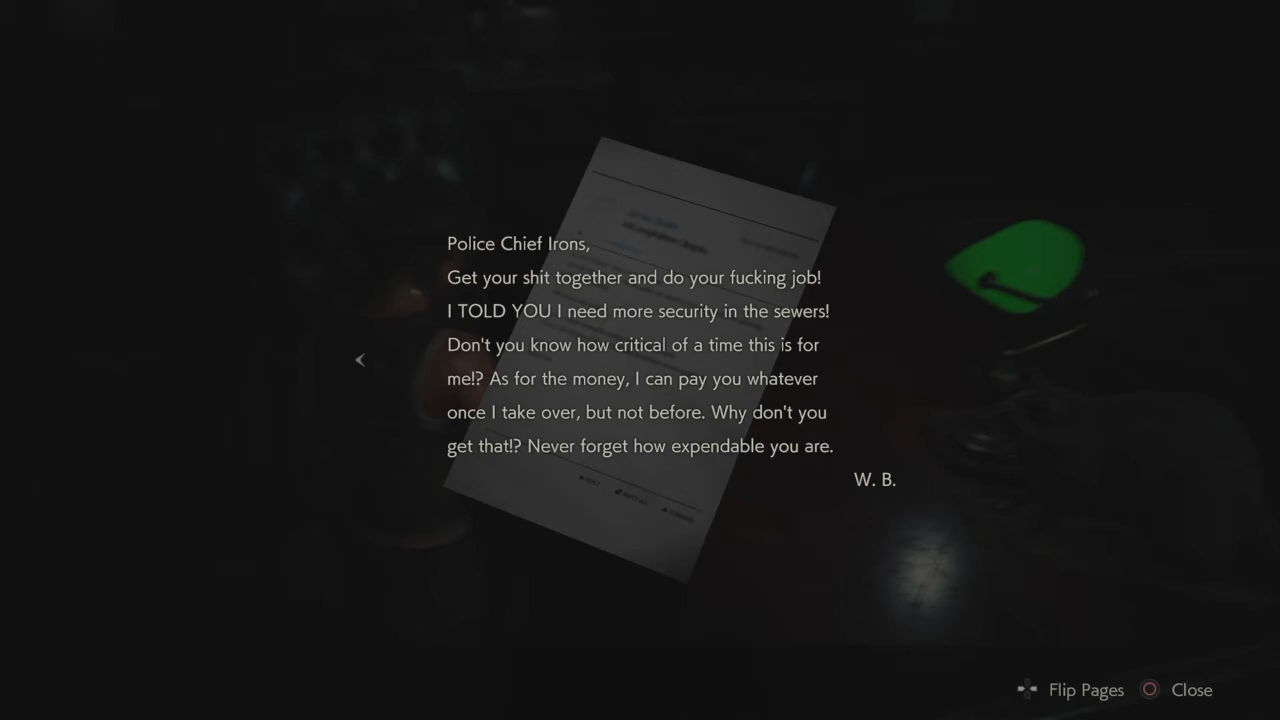 Police Chief Irons,
Get your shit together and do your fucking job!
I TOLD YOU I need more security in the sewers!
Don't you know how critical of a time this is for
me!? As for the money, I can pay you whatever
once I take over, but not before. Why don't you
get that!? Never forget how expendable you are.
W. B.
Flip Pages Close